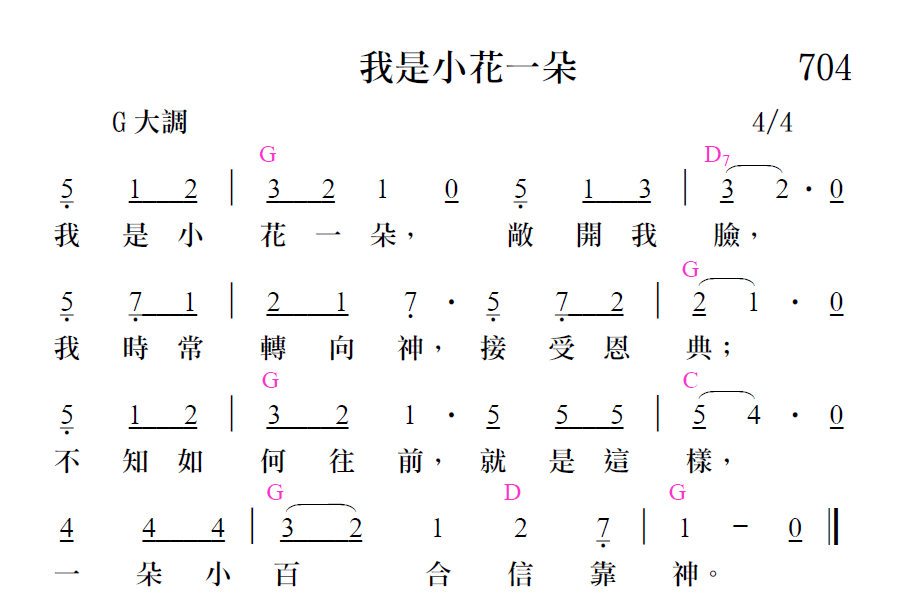 我是小花一朵 704
G 大調 4/4
G D7
5 1 2 | 3 2 1 0 5 1 3 | 3 2 · 0
我 是 小 花 一 朵， 敞 開 我 臉，
G
5 7 1 | 2 1 7 · 5 7 2 | 2 1 · 0
我 時 常 轉 向 神， 接 受 恩 典；
G C
5 1 2 | 3 2 1 · 5 5 5 | 5 4 · 0
不 知 如 何 往 前， 就 是 這 樣，
G D G
4 4 4 | 3 2 1 2 7 | 1 － 0 ‖
一 朵 小 百 合 信 靠 神。